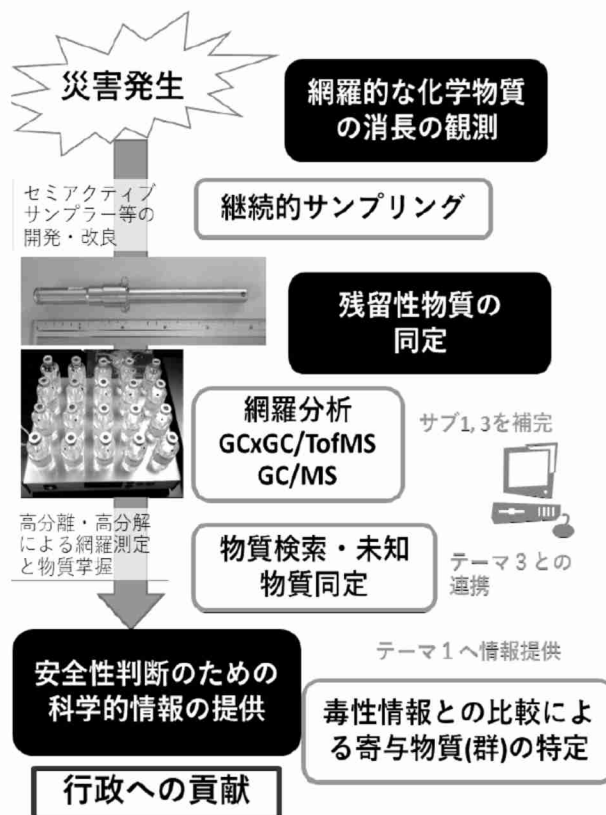 災害発生
網羅的な化学物質
の消長の観測
セミアクティブ
サンプラー等の
開発・改良
継続的サンプリング
残留性物質の
同定
網羅分析
GCxGC/TofMS
GC/MS
サブ1, 3を補完
高分離・高分解
による網羅測定
と物質掌握
物質検索・未知
物質同定
テーマ３との
連携
テーマ１へ情報提供
安全性判断のための
科学的情報の提供
毒性情報との比較によ
る寄与物質(群)の特定
行政への貢献